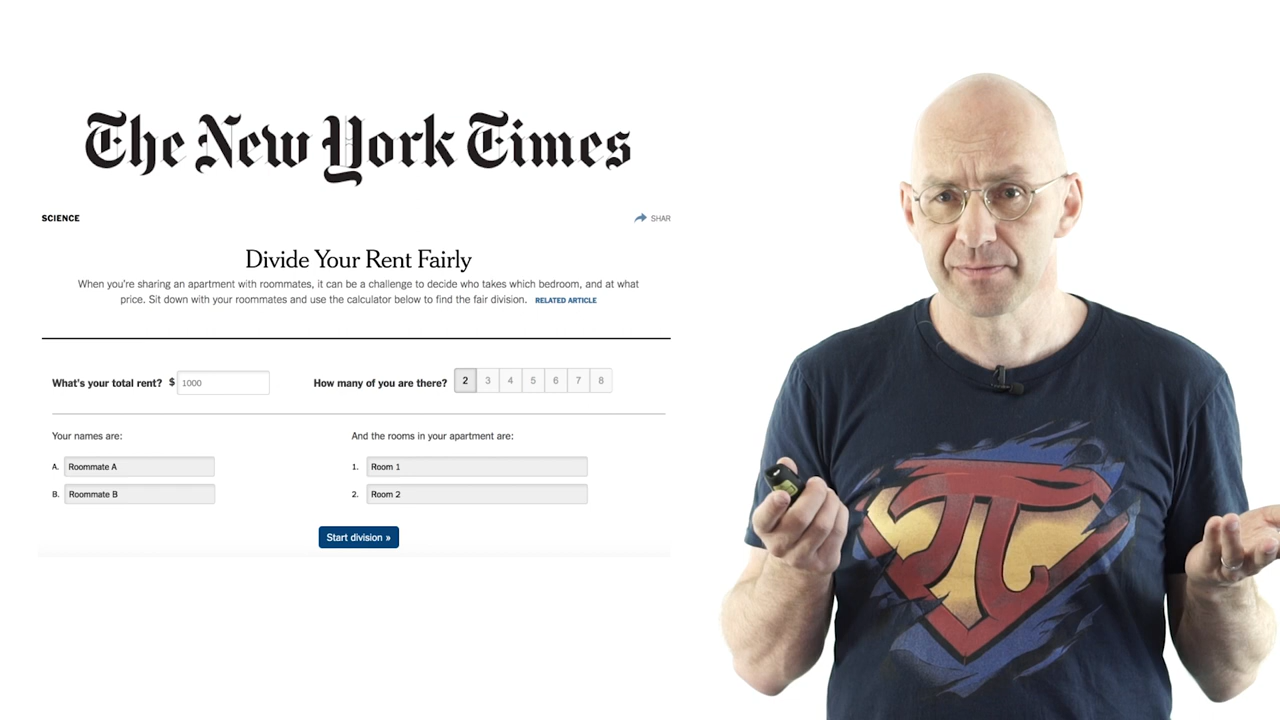 The New York Times
SCIENCE
SHAR
Divide Your Rent Fairly
When you're sharing an apartment with roommates, it can be a challenge to decide who takes which bedroom, and at what
price. Sit down with your roommates and use the calculator below to find the fair division. RELATED ARTICLE
What's your total rent? $ 1000
How many of you are there? 2 3 4 5 6 7 8
Your names are:
And the rooms in your apartment are:
A. Roommate A
1. Room 1
B. Roommate B
2. Room 2
Start division »
π